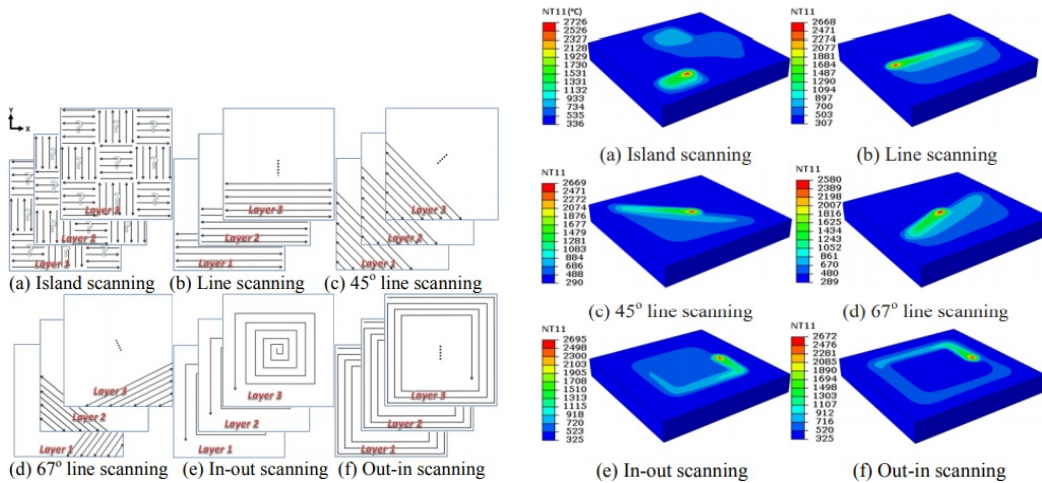 Y
X
Layer 3
Layer 2
Layer 1
(a) Island scanning
Layer 3
Layer 2
Layer 1
(b) Line scanning
Layer 3
Layer 2
Layer 1
(c) 45° line scanning
Layer 3
Layer 2
Layer 1
(d) 67° line scanning
Layer 3
Layer 2
Layer 1
(e) In-out scanning
Layer 3
Layer 2
Layer 1
(f) Out-in scanning
NT11(℃)
2726
2526
2327
2128
1929
1730
1531
1331
1132
933
734
535
336
(a) Island scanning
NT11
2668
2471
2274
2077
1881
1684
1487
1290
1094
897
700
503
307
(b) Line scanning
NT11
2669
2471
2272
2074
1876
1677
1479
1281
1083
884
686
488
290
(c) 45° line scanning
NT11
2580
2389
2198
2007
1816
1625
1434
1243
1052
861
670
480
289
(d) 67° line scanning
NT11
2695
2498
2300
2103
1905
1708
1510
1313
1115
918
720
523
325
(e) In-out scanning
NT11
2672
2476
2281
2085
1890
1694
1498
1303
1107
912
716
520
325
(f) Out-in scanning